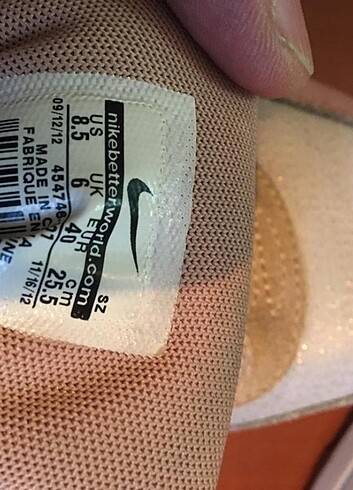 nikebetterworld.com
SZ
US UK EUR cm
8.5 6 40 25.5
09/12/12 11/16/12
MADE IN
FABRIQUE EN